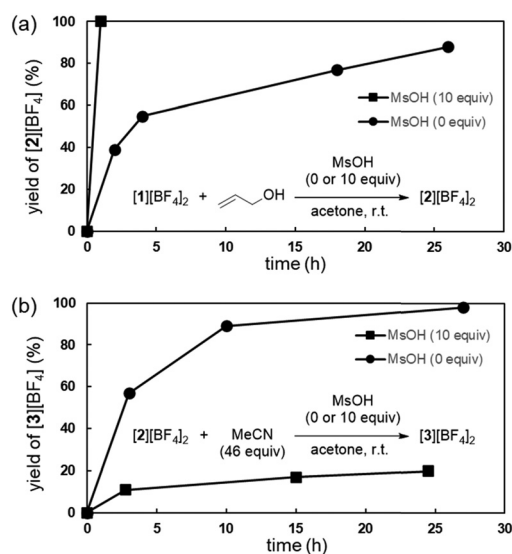 (a)
yield of [2][BF4] (%)
100
80
60
40
20
0
MsOH (10 equiv)
MsOH (0 equiv)
MsOH
(0 or 10 equiv)
[1][BF4]2 + OH [2][BF4]2
acetone, r.t.
0 5 10 15 20 25 30
time (h)
(b)
yield of [3][BF4] (%)
100
80
60
40
20
0
MsOH (10 equiv)
MsOH (0 equiv)
MsOH
(0 or 10 equiv)
[2][BF4]2 + MeCN [3][BF4]2
(46 equiv) acetone, r.t.
0 5 10 15 20 25 30
time (h)